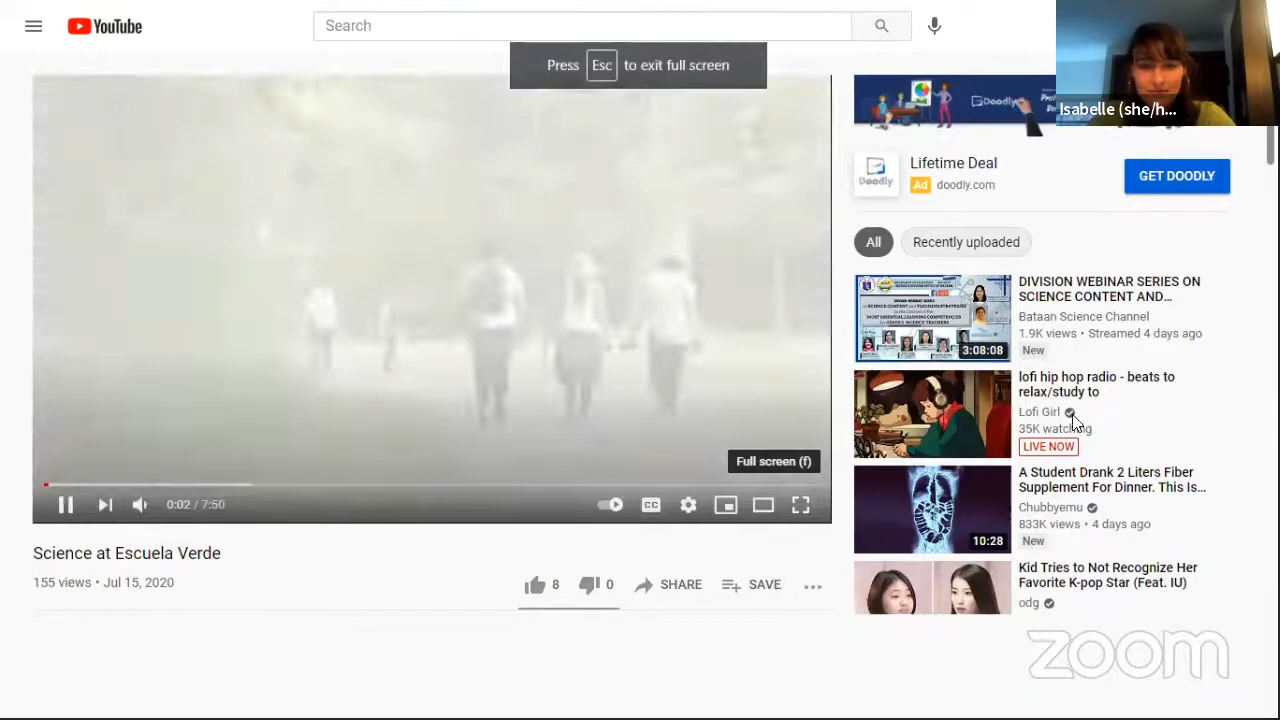 YouTube
Search
Press Esc to exit full screen
Isabelle (she/h...
Doodly
Doodly
Lifetime Deal
Ad doodly.com
GET DOODLY
All
Recently uploaded
DIVISION WEBINAR SERIES ON
SCIENCE CONTENT AND...
Bataan Science Channel
1.9K views • Streamed 4 days ago
New
3:08:08
lofi hip hop radio - beats to
relax/study to
Lofi Girl
35K watching
LIVE NOW
A Student Drank 2 Liters Fiber
Supplement For Dinner. This Is...
Chubbyemu
833K views • 4 days ago
New
10:28
Kid Tries to Not Recognize Her
Favorite K-pop Star (Feat. IU)
odg
Full screen (f)
0:02 / 7:50
CC
Science at Escuela Verde
155 views • Jul 15, 2020
8
0
SHARE
SAVE
zoom